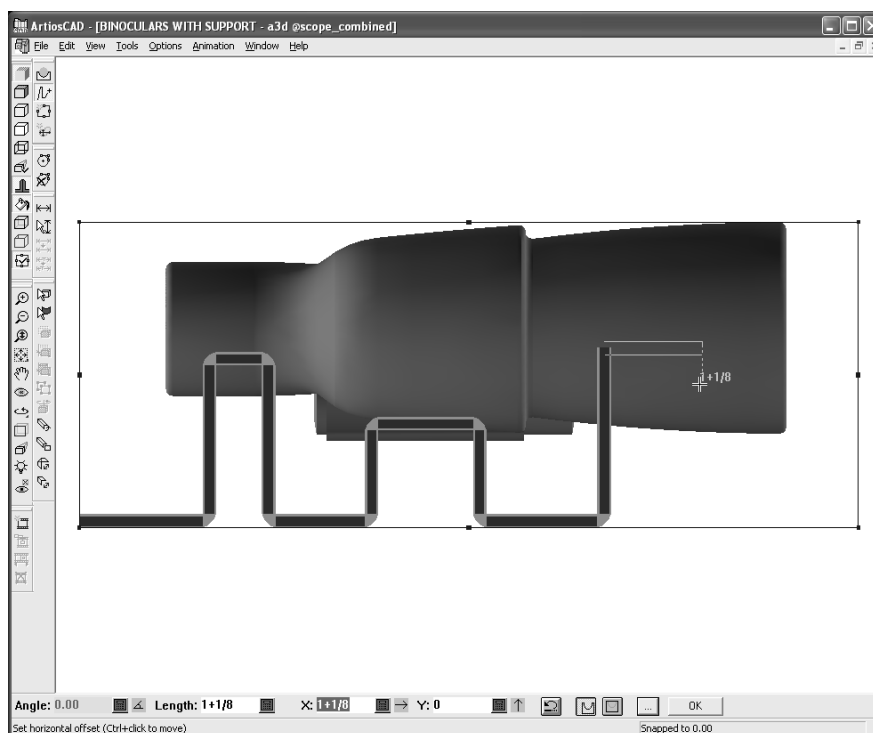 ArtiosCAD - [BINOCULARS WITH SUPPORT - a3d @scope_combined]
File Edit View Tools Options Animation Window Help
1+1/8
Angle: 0.00 Length: 1+1/8 X: 1+1/8 Y: 0 ... OK
Set horizontal offset (Ctrl+click to move) Snapped to 0.00